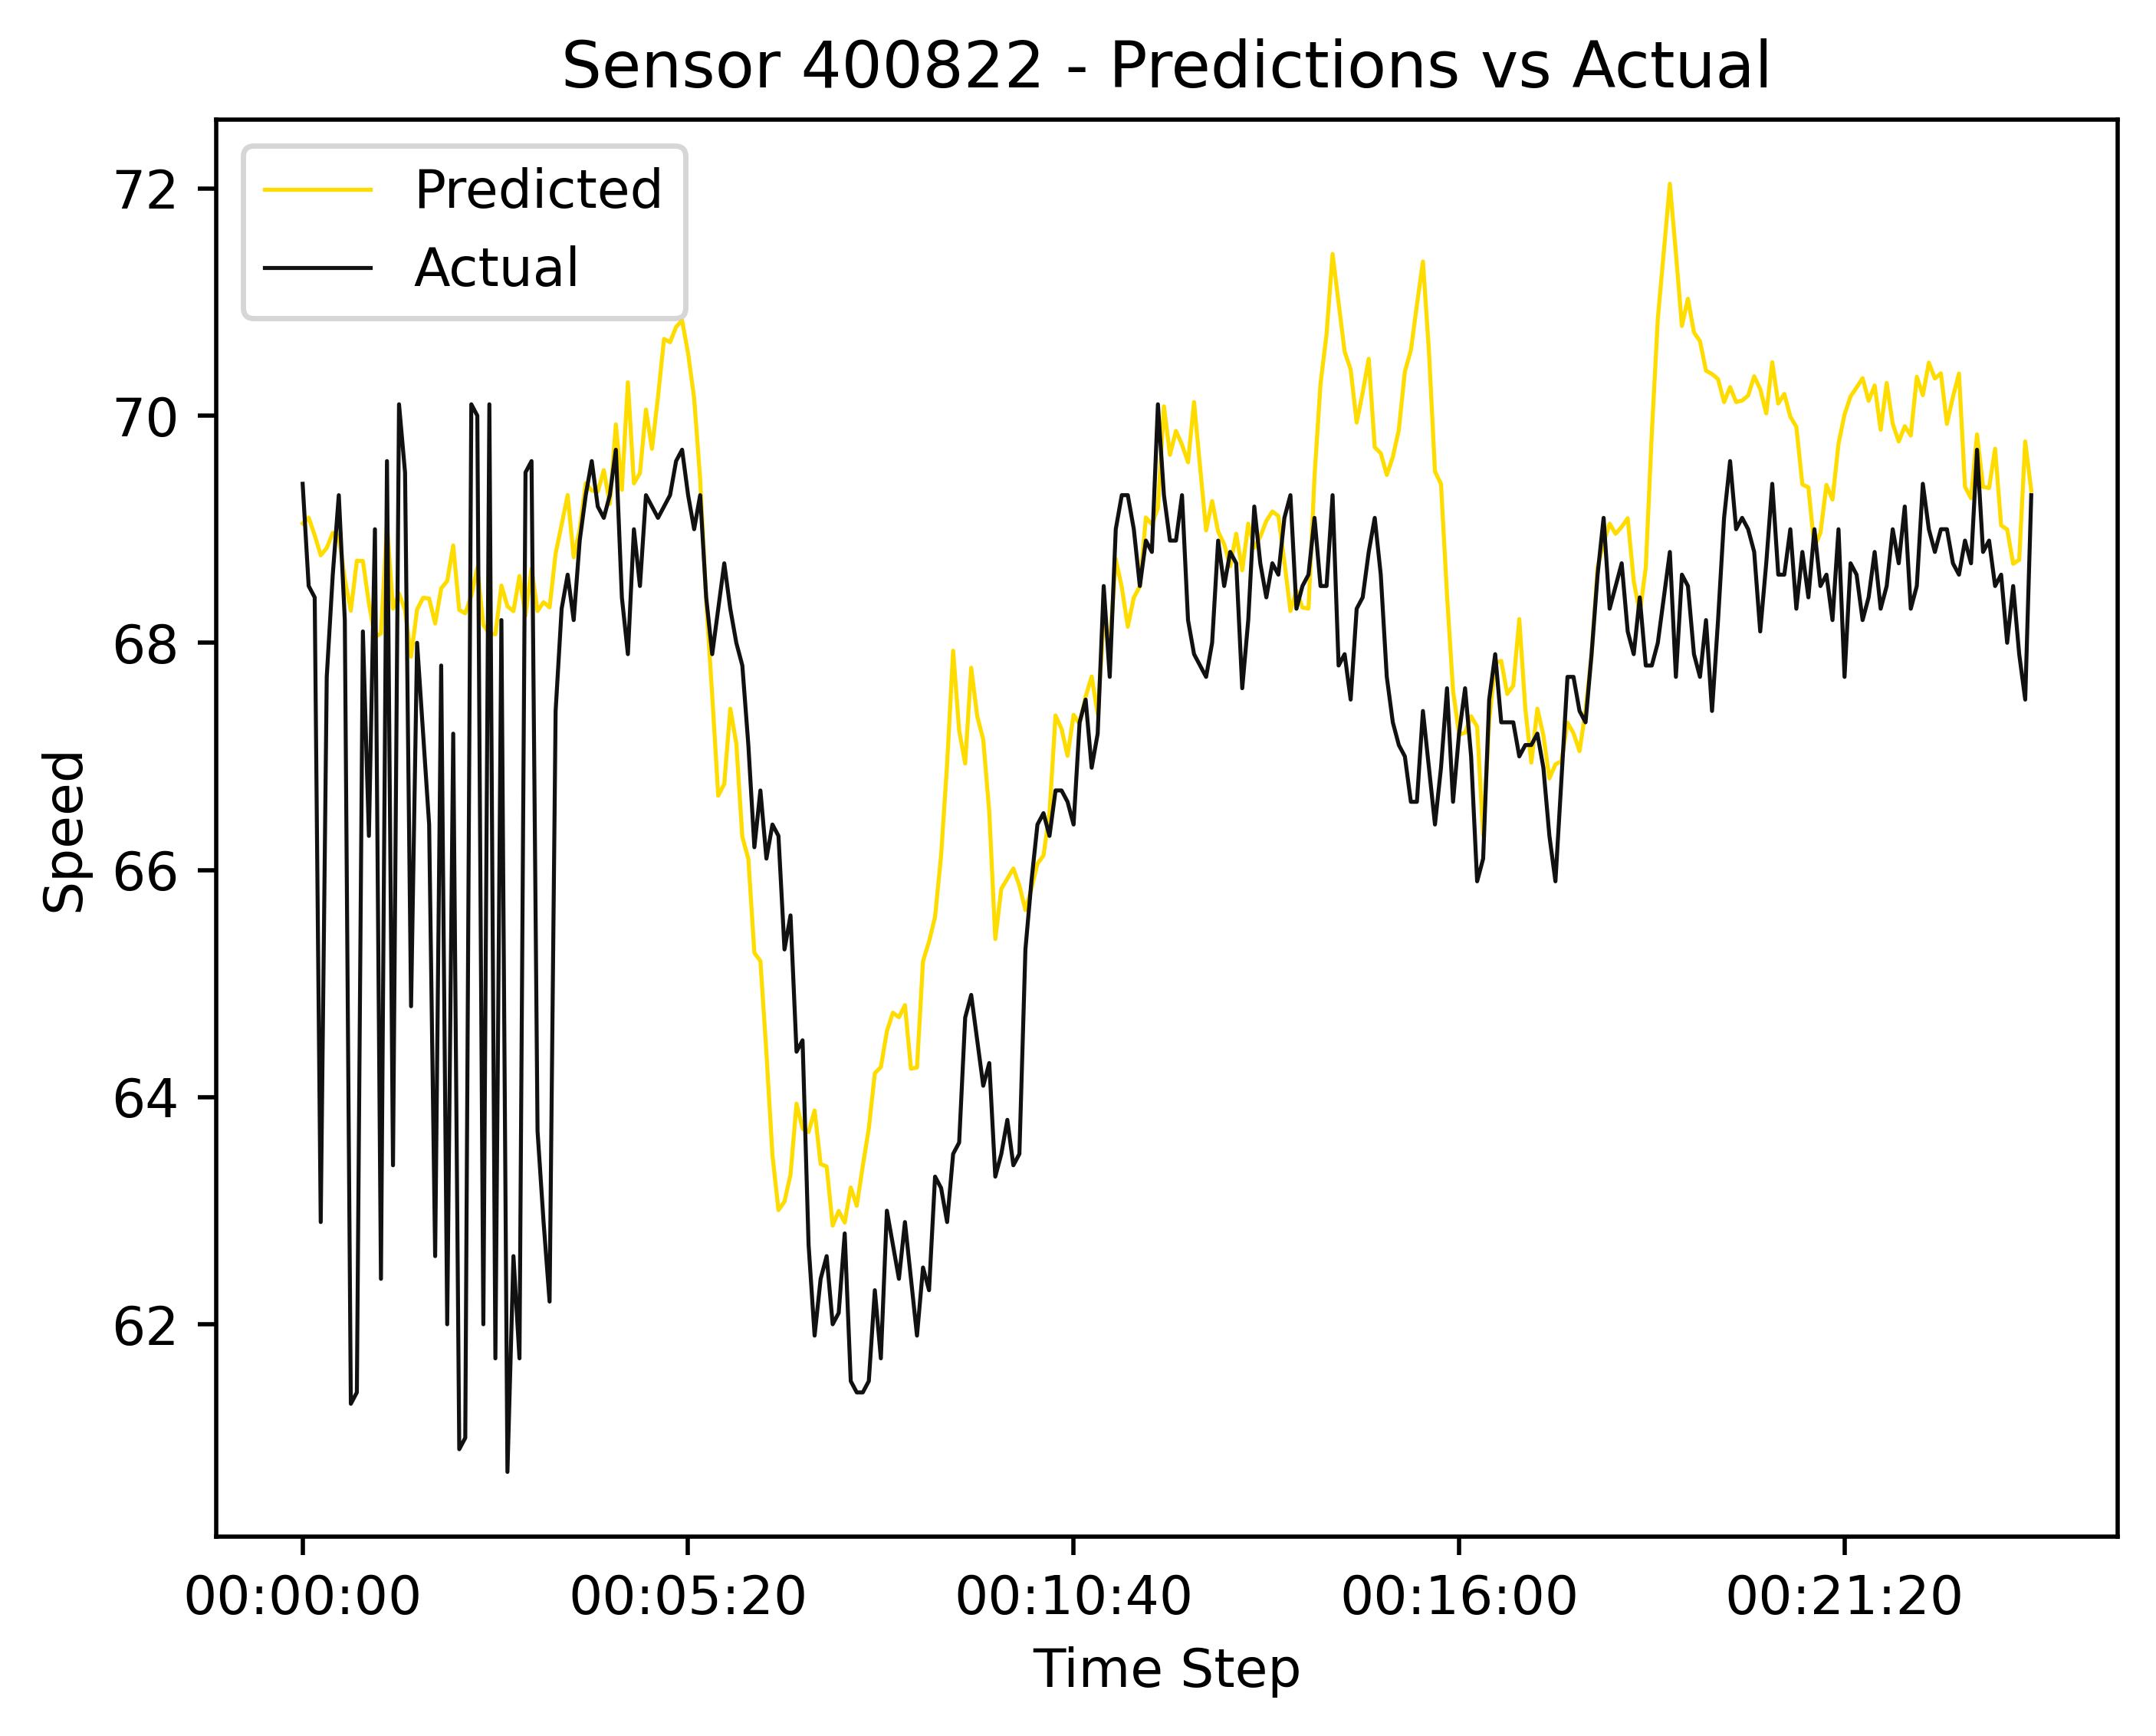 Sensor 400822 - Predictions vs Actual
Predicted
Actual
72
70
68
66
64
62
Speed
00:00:00
00:05:20
00:10:40
00:16:00
00:21:20
Time Step